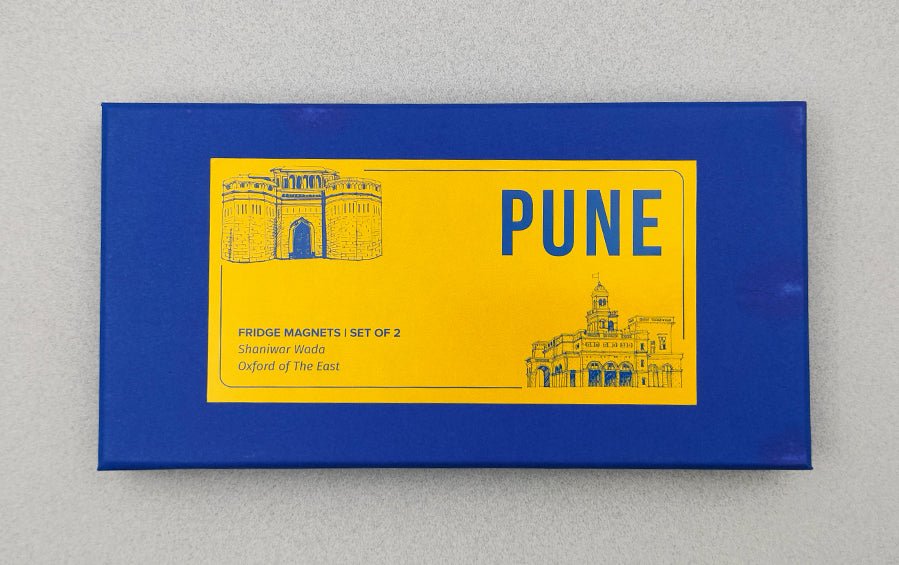 PUNE
FRIDGE MAGNETS | SET OF 2
Shaniwar Wada
Oxford of The East